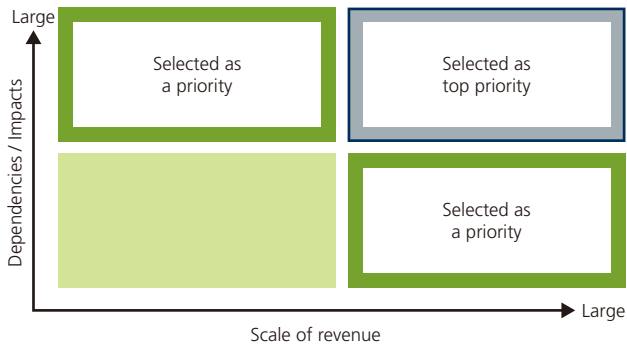 Large
Selected as
a priority
Selected as
top priority
Dependencies / Impacts
Selected as
a priority
Large
Scale of revenue